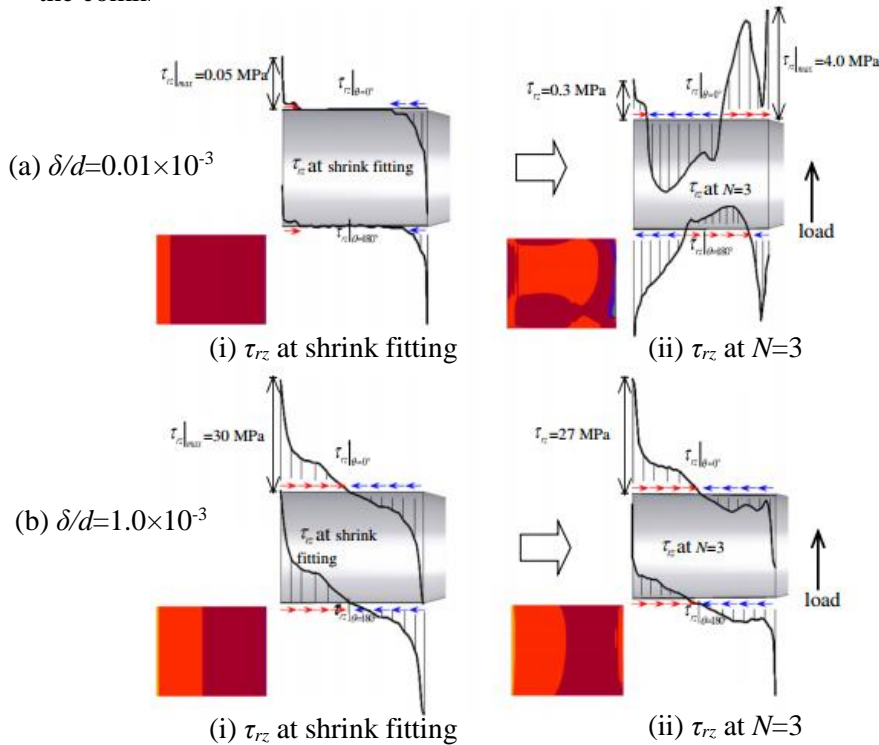 τrz|max=0.05 MPa
τrz|θ=0°
τrz at shrink fitting
τrz|θ=180°
(a) δ/d=0.01×10-3
τrz=0.3 MPa
τrz|θ=0°
τrz|max=4.0 MPa
τrz at N=3
τrz|θ=180°
load
(i) τrz at shrink fitting
(ii) τrz at N=3
τrz|max=30 MPa
τrz|θ=0°
τrz at shrink
fitting
τrz|θ=180°
(b) δ/d=1.0×10-3
τrz=27 MPa
τrz|θ=0°
τrz at N=3
τrz|θ=180°
load
(i) τrz at shrink fitting
(ii) τrz at N=3